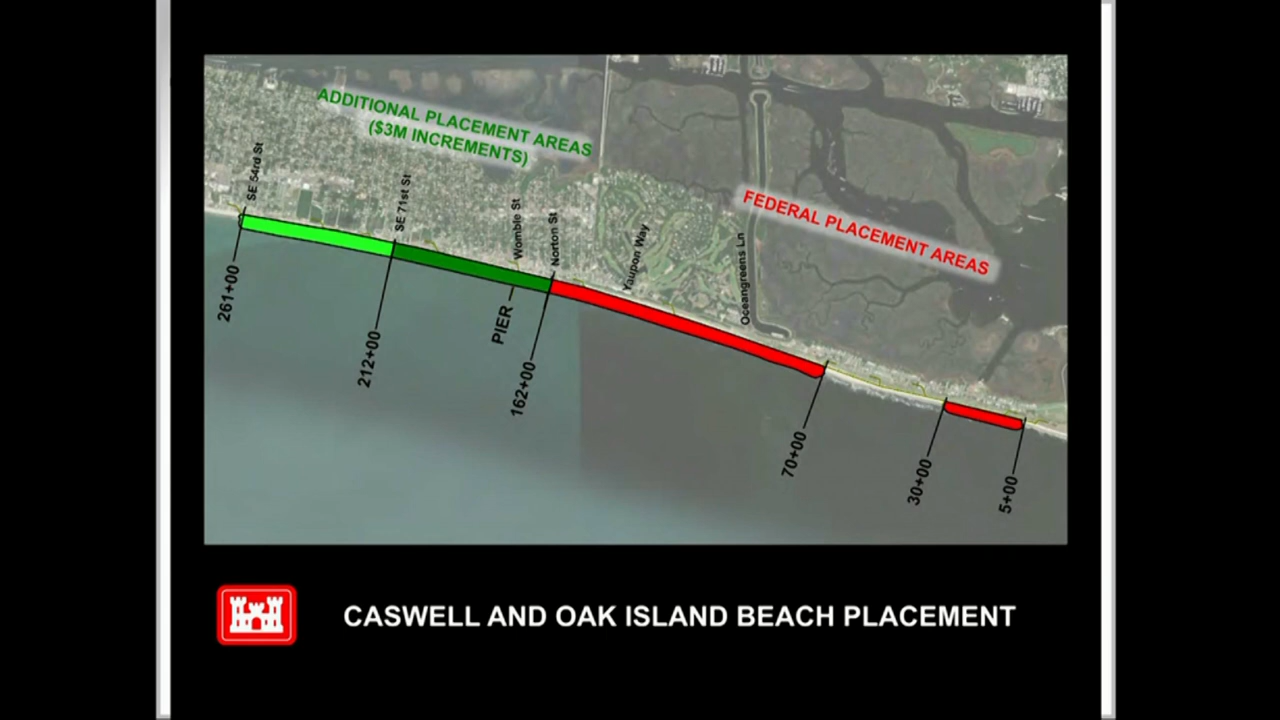 ADDITIONAL PLACEMENT AREAS
($3M INCREMENTS)
FEDERAL PLACEMENT AREAS
SE 54rd St
SE 71st St
Womble St
Norton St
Yaupon Way
Oceangreens Ln
261+00
212+00
PIER
162+00
70+00
30+00
5+00
CASWELL AND OAK ISLAND BEACH PLACEMENT